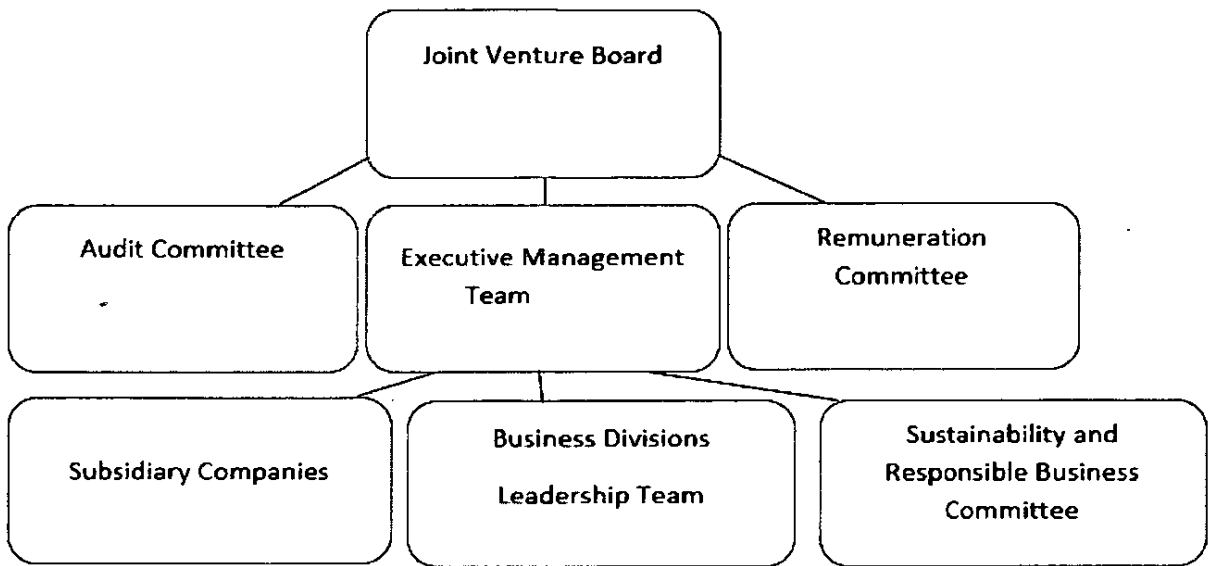 Joint Venture Board
Audit Committee
Executive Management
Team
Remuneration
Committee
Subsidiary Companies
Business Divisions
Leadership Team
Sustainability and
Responsible Business
Committee